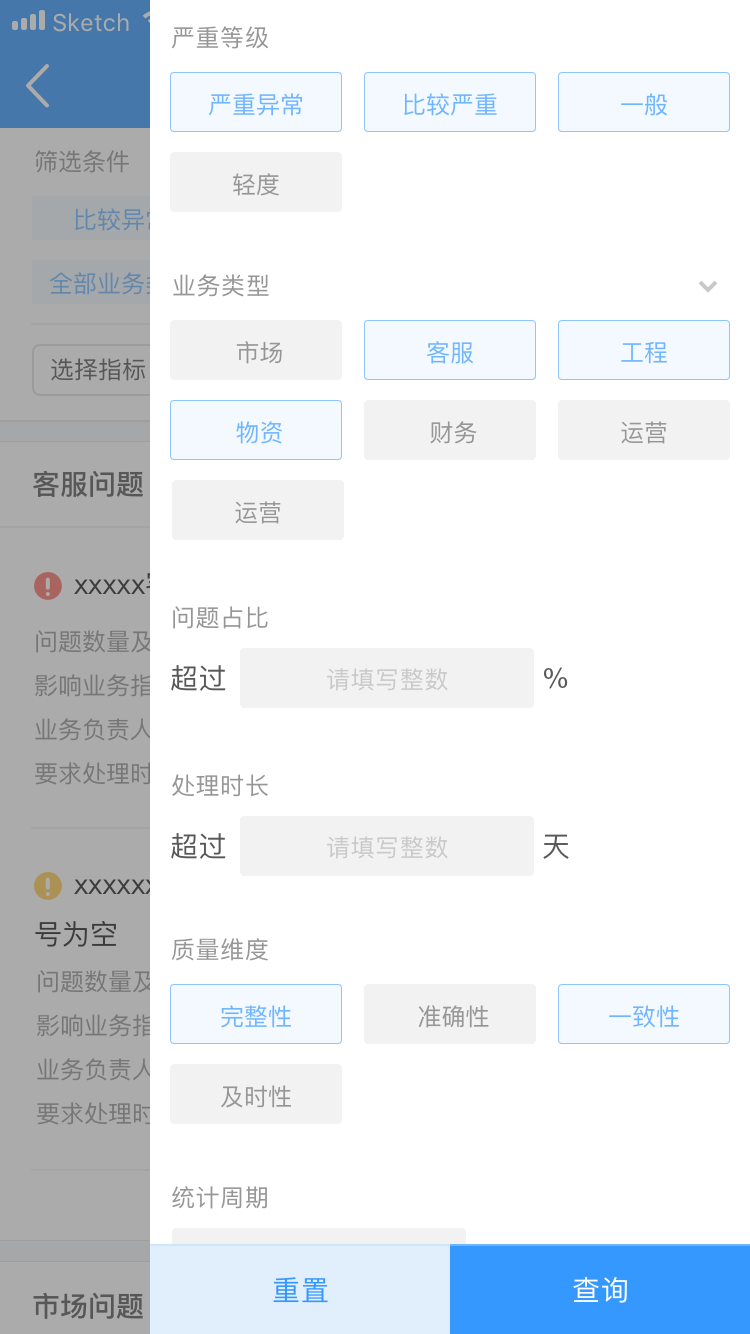 Sketch
筛选条件
比较异
全部业务
选择指标
客服问题
xxxxx
问题数量及
影响业务指
业务负责人
要求处理时
xxxxxx
号为空
问题数量及
影响业务指
业务负责人
要求处理时
市场问题
严重等级
严重异常 比较严重 一般
轻度
业务类型
市场 客服 工程
物资 财务 运营
运营
问题占比
超过 请填写整数 %
处理时长
超过 请填写整数 天
质量维度
完整性 准确性 一致性
及时性
统计周期
重置 查询